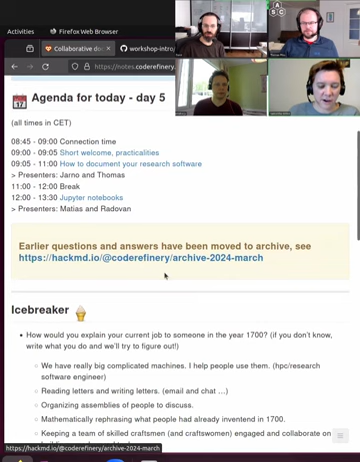 Activities
Firefox Web Browser
Collaborative do
workshop-intro/
https://notes.coderefinery.
Agenda for today - day 5
(all times in CET)
08:45 - 09:00 Connection time
09:00 - 09:05 Short welcome, practicalities
09:05 - 11:00 How to document your research software
> Presenters: Jarno and Thomas
11:00 - 12:00 Break
12:00 - 13:30 Jupyter notebooks
> Presenters: Matias and Radovan
Earlier questions and answers have been moved to archive, see
https://hackmd.io/@coderefinery/archive-2024-march
Icebreaker
• How would you explain your current job to someone in the year 1700? (if you don't know,
write what you do and we'll try to figure out!)
○ We have really big complicated machines. I help people use them. (hpc/research
software engineer)
○ Reading letters and writing letters. (email and chat ...)
○ Organizing assemblies of people to discuss.
○ Mathematically rephrasing what people had already invented in 1700.
○ Keeping a team of skilled craftsmen (and craftswomen) engaged and collaborate on
https://hackmd.io/@coderefinery/archive-2024-march